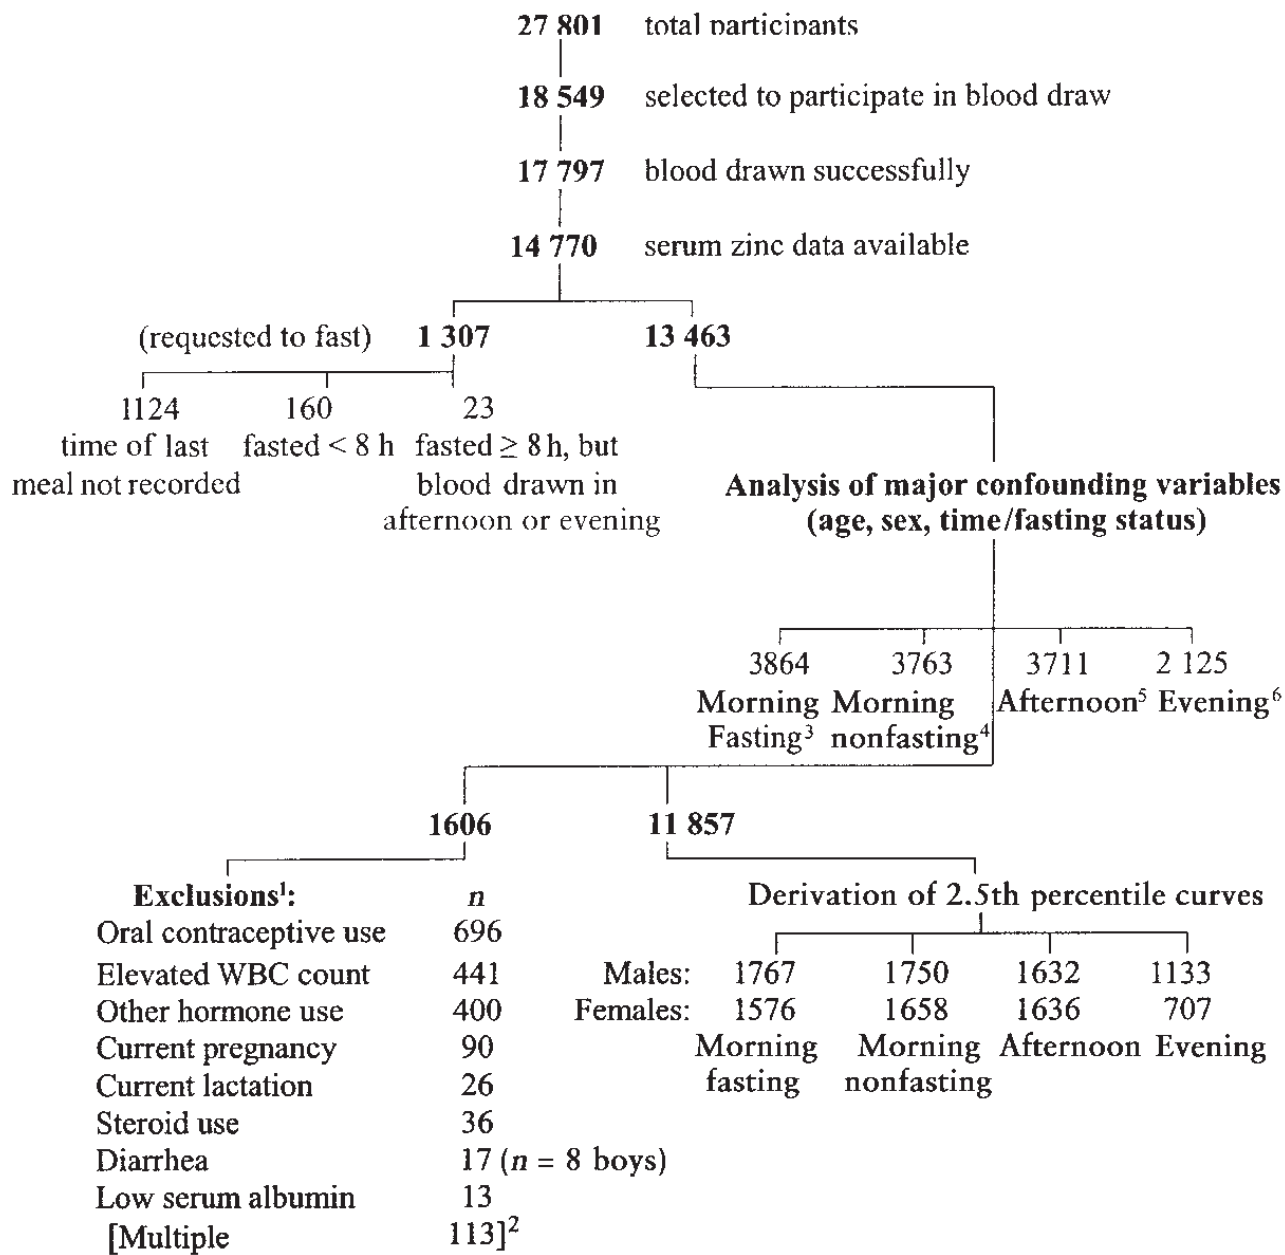 27 801 total participants
18 549 selected to participate in blood draw
17 797 blood drawn successfully
14 770 serum zinc data available
(requested to fast) 1 307 13 463
1124 160 23
time of last fasted < 8 h fasted ≥ 8 h, but
meal not recorded blood drawn in
afternoon or evening
Analysis of major confounding variables
(age, sex, time/fasting status)
3864 3763 3711 2 125
Morning Morning Afternoon⁵ Evening⁶
Fasting³ nonfasting⁴
1606 11 857
Exclusions¹: n
Oral contraceptive use 696
Elevated WBC count 441
Other hormone use 400
Current pregnancy 90
Current lactation 26
Steroid use 36
Diarrhea 17 (n = 8 boys)
Low serum albumin 13
[Multiple 113]²
Derivation of 2.5th percentile curves
Males: 1767 1750 1632 1133
Females: 1576 1658 1636 707
Morning Morning Afternoon Evening
fasting nonfasting